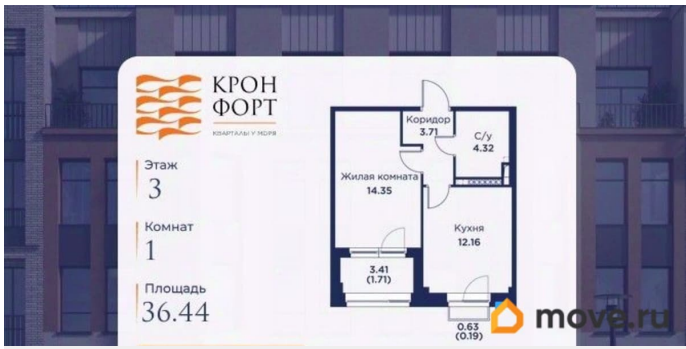 КРОН
ФОРТ
КВАРТАЛЫ У МОРЯ
Этаж
3
Комнат
1
Площадь
36.44
Коридор
3.71
С/у
4.32
Жилая комната
14.35
Кухня
12.16
3.41
(1.71)
0.63
(0.19)
move.ru